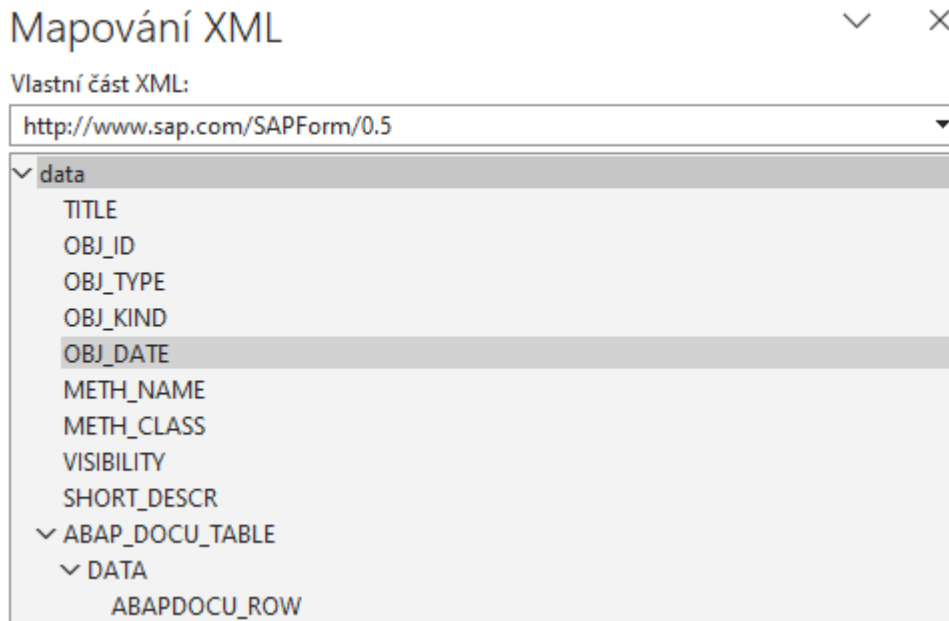 Mapování XML
Vlastní část XML:
http://www.sap.com/SAPForm/0.5
data
TITLE
OBJ_ID
OBJ_TYPE
OBJ_KIND
OBJ_DATE
METH_NAME
METH_CLASS
VISIBILITY
SHORT_DESCR
ABAP_DOCU_TABLE
DATA
ABAPDOCU_ROW